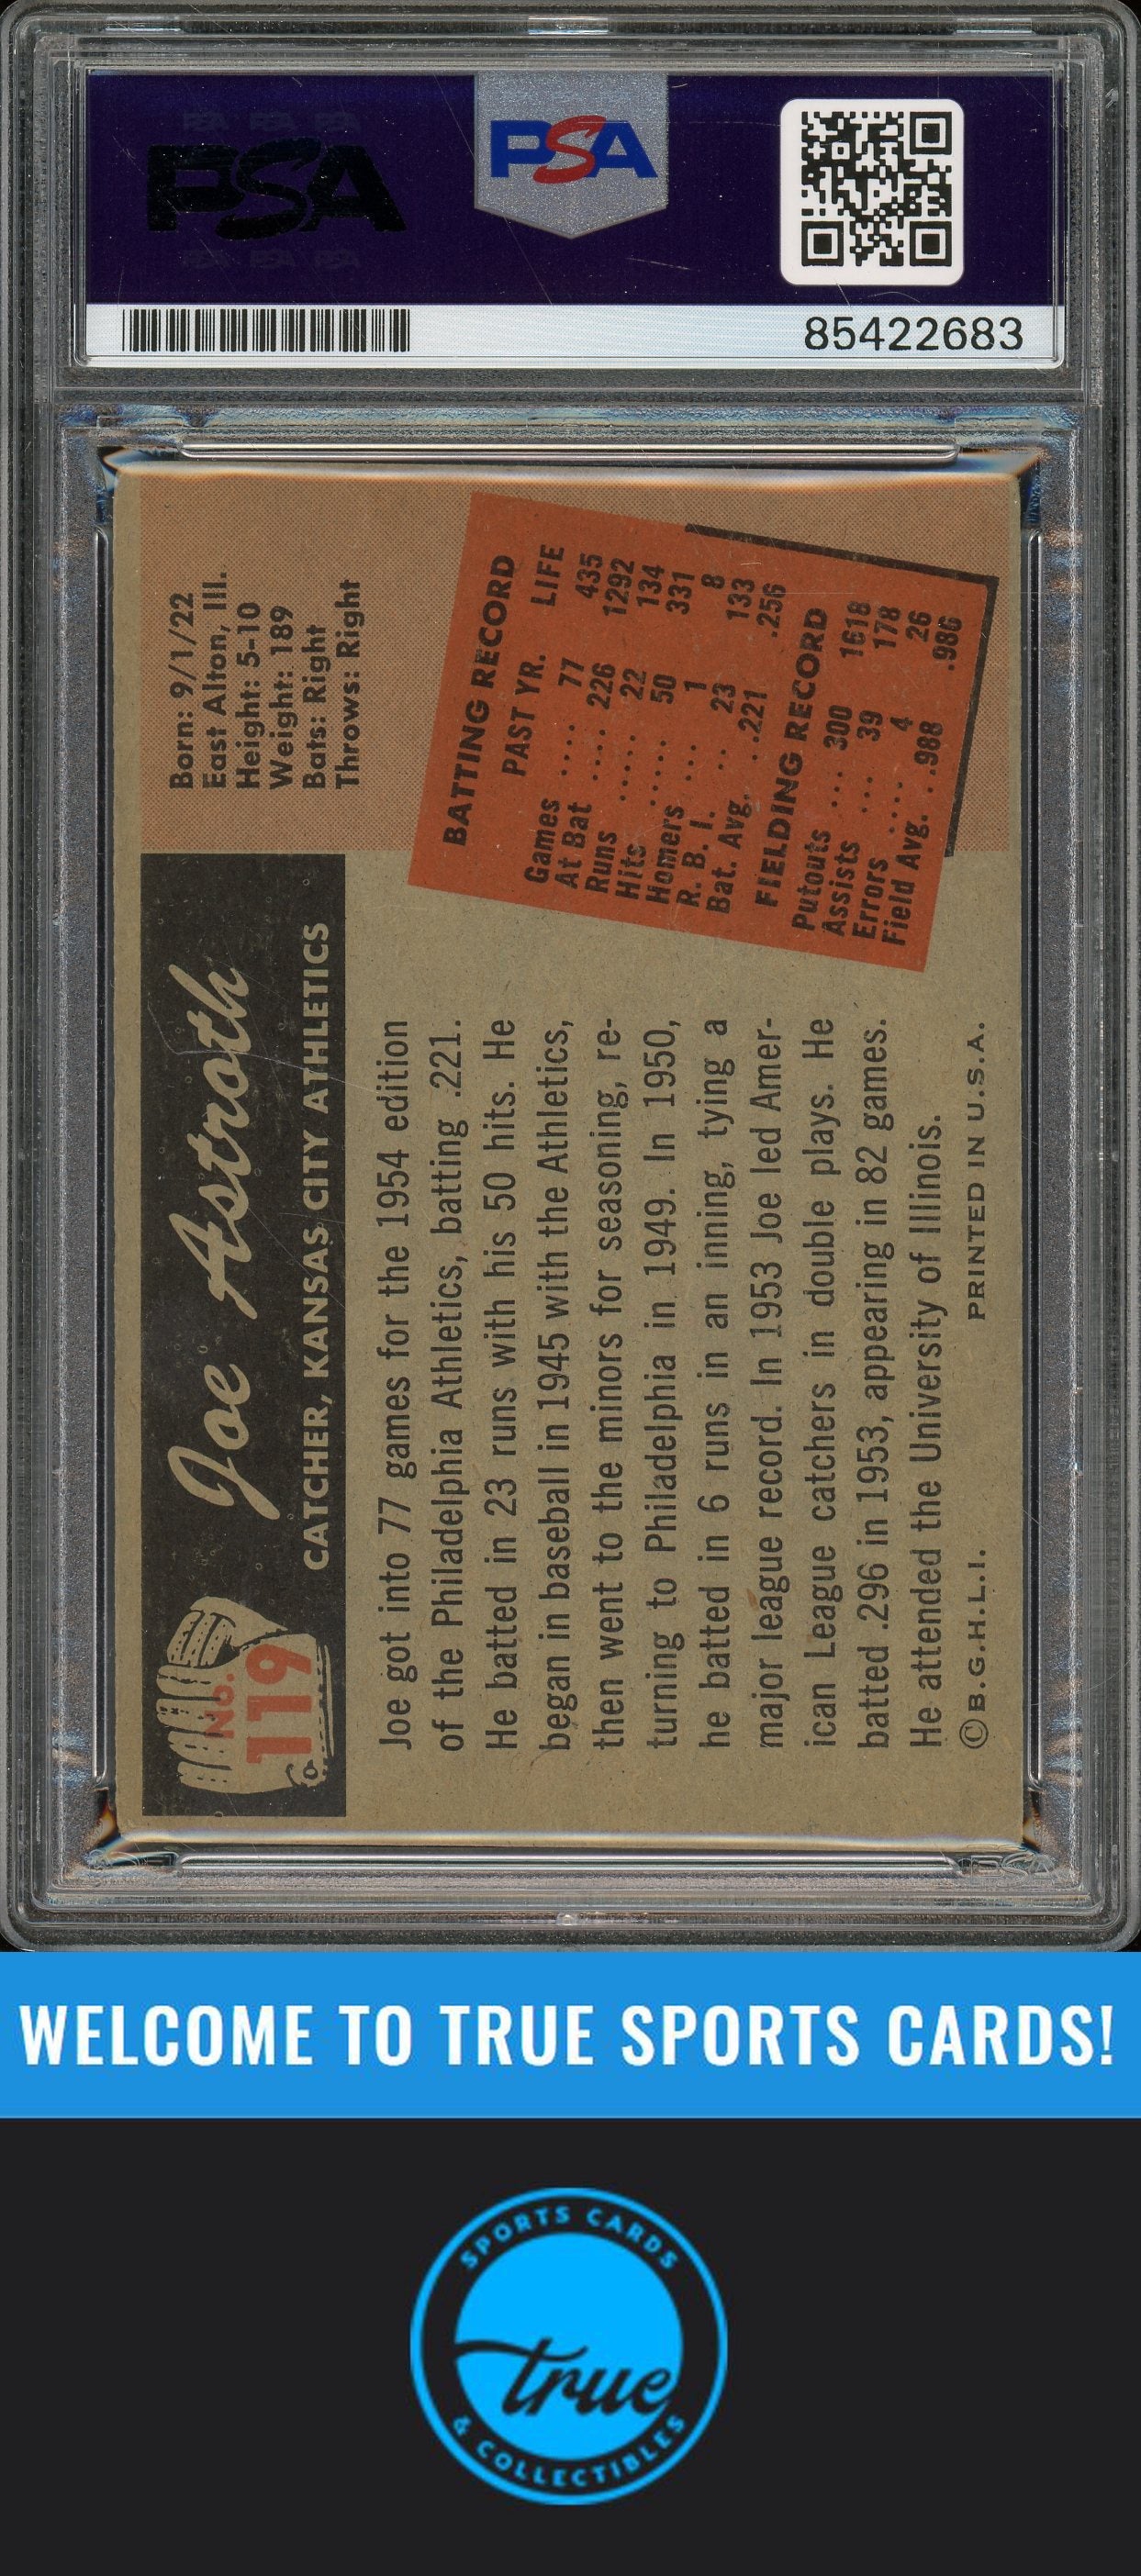 PSA
PSA
85422683
No.
119
Joe Astroth
CATCHER, KANSAS CITY ATHLETICS
Born: 9/1/22
East Alton, Ill.
Height: 5-10
Weight: 189
Bats: Right
Throws: Right
Joe got into 77 games for the 1954 edition
of the Philadelphia Athletics, batting .221.
He batted in 23 runs with his 50 hits. He
began in baseball in 1945 with the Athletics,
then went to the minors for seasoning, re-
turning to Philadelphia in 1949. In 1950,
he batted in 6 runs in an inning, tying a
major league record. In 1953 Joe led Amer-
ican League catchers in double plays. He
batted .296 in 1953, appearing in 82 games.
He attended the University of Illinois.
© B.G.H.L.I. PRINTED IN U.S.A.
BATTING RECORD
PAST YR. LIFE
Games .... 77 435
At Bat .... 226 1292
Runs ..... 22 134
Hits ..... 50 331
Homers ... 1 8
R. B. I. .. 23 133
Bat. Avg. ..221 .256
FIELDING RECORD
Putouts ... 300 1618
Assists ... 39 178
Errors .... 4 26
Field Avg. ..988 .986
WELCOME TO TRUE SPORTS CARDS!
SPORTS CARDS
true
& COLLECTIBLES